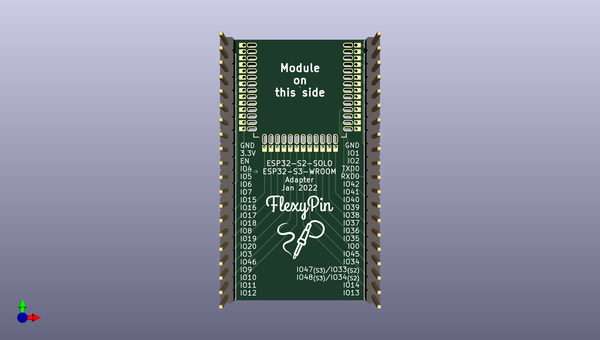 Module
on
this side
ESP32-S2-SOLO
ESP32-S3-WROOM
Adapter
Jan 2022
FlexyPin
GND
3.3V
EN
IO4
IO5
IO6
IO7
IO15
IO16
IO17
IO18
IO8
IO19
IO20
IO3
IO46
IO9
IO10
IO11
IO12
GND
IO1
IO2
TXD0
RXD0
IO42
IO41
IO40
IO39
IO38
IO37
IO36
IO35
IO0
IO45
IO34
IO47(S3)/IO33(S2)
IO48(S3)/IO34(S2)
IO14
IO13